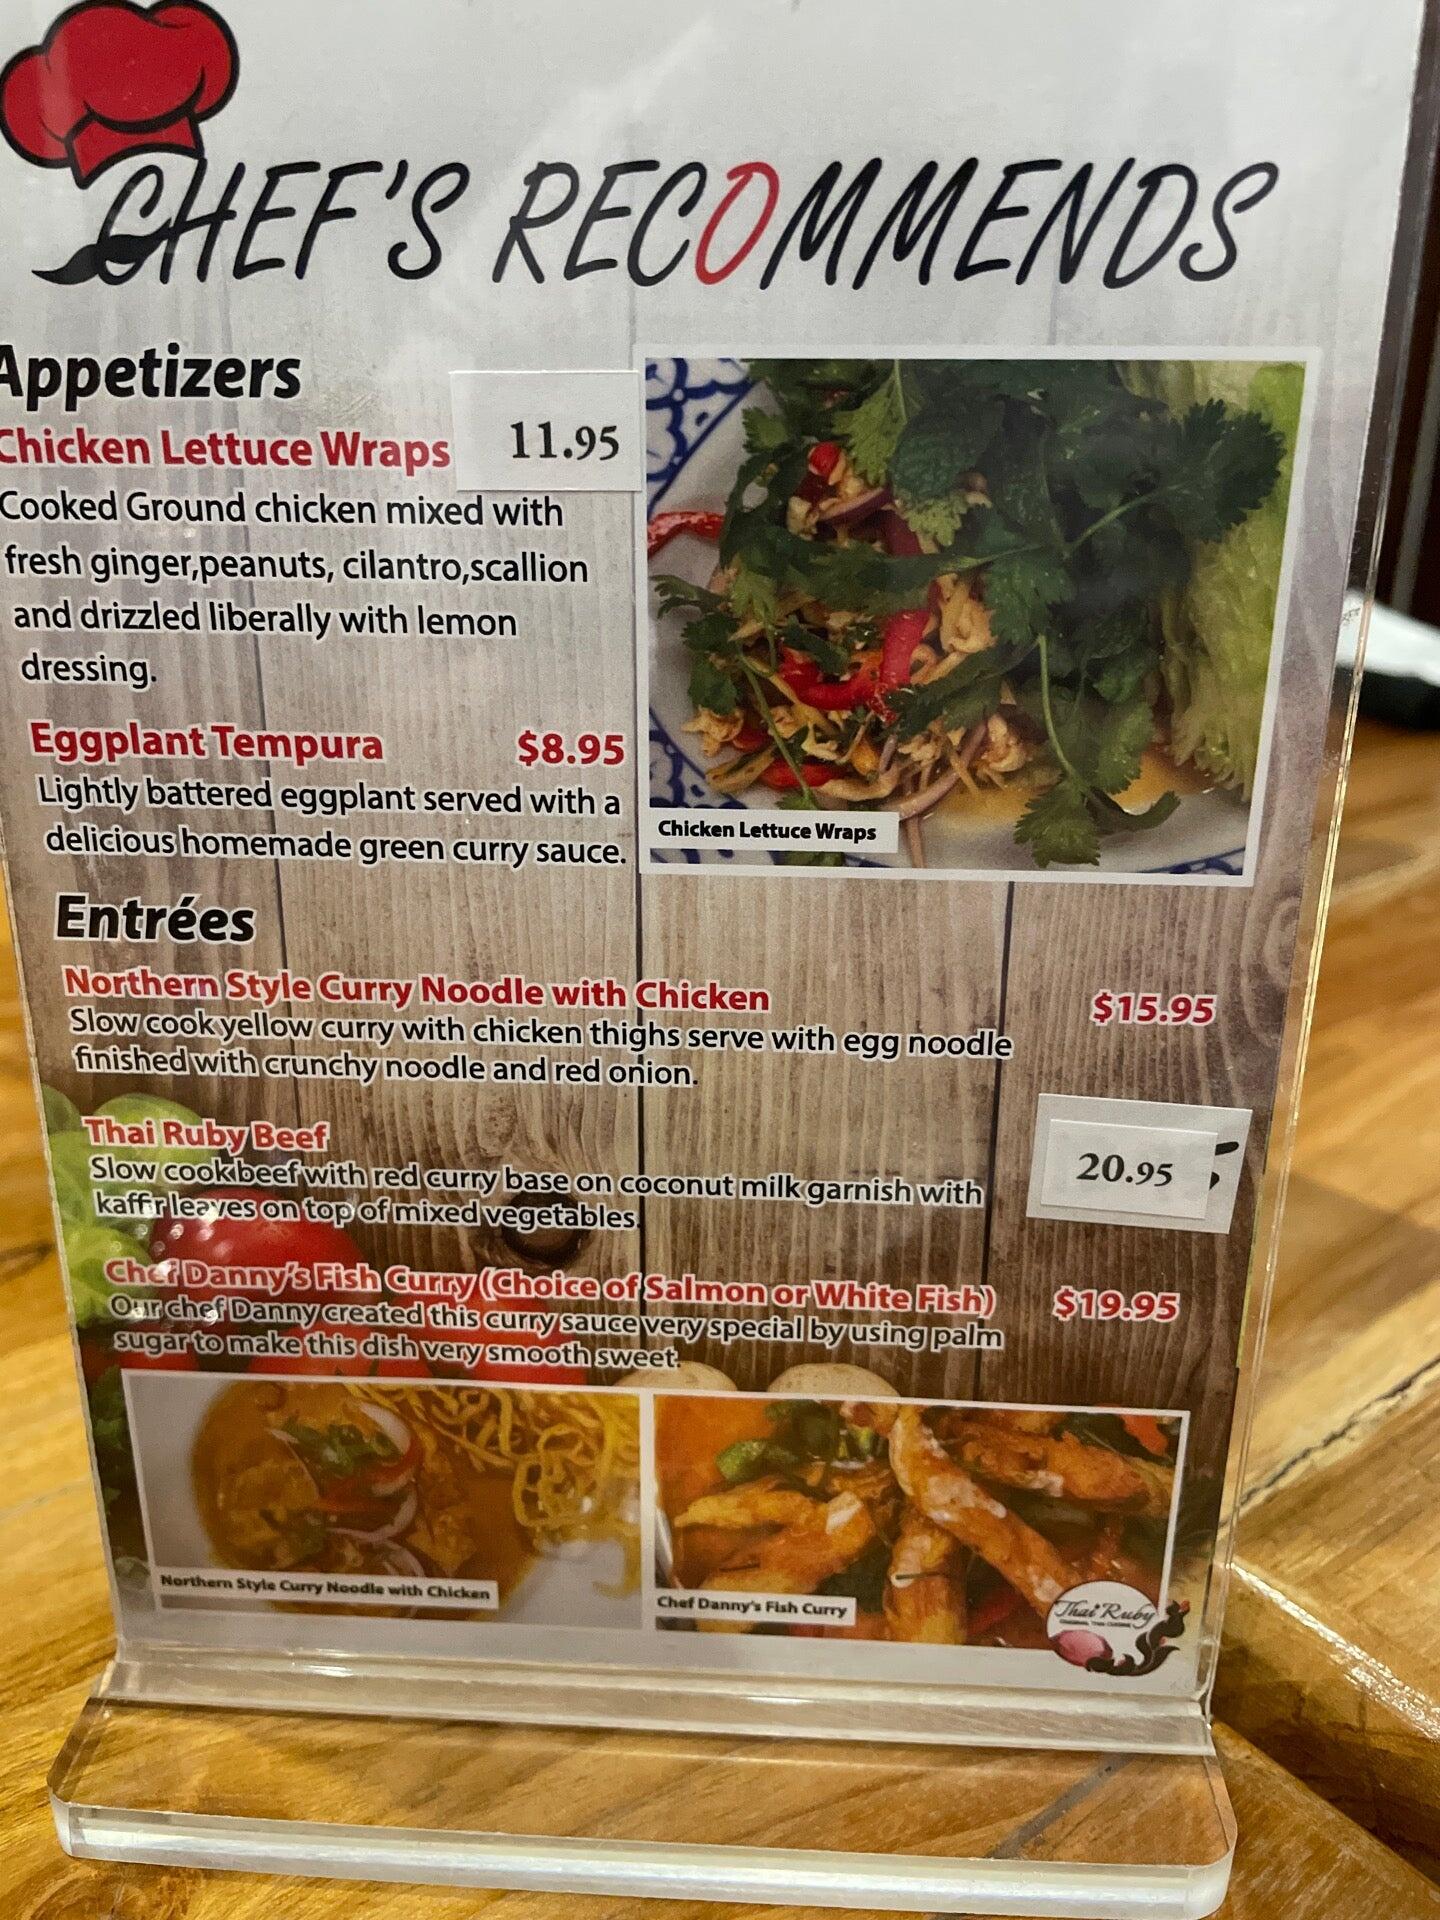 CHEF'S RECOMMENDS
Appetizers
Chicken Lettuce Wraps 11.95
Cooked Ground chicken mixed with
fresh ginger,peanuts, cilantro,scallion
and drizzled liberally with lemon
dressing.
Eggplant Tempura $8.95
Lightly battered eggplant served with a
delicious homemade green curry sauce.
Chicken Lettuce Wraps
Entrées
Northern Style Curry Noodle with Chicken $15.95
Slow cook yellow curry with chicken thighs serve with egg noodle
finished with crunchy noodle and red onion.
Thai Ruby Beef 20.95
Slow cook beef with red curry base on coconut milk garnish with
kaffir leaves on top of mixed vegetables.
Chef Danny's Fish Curry (Choice of Salmon or White Fish) $19.95
Our chef Danny created this curry sauce very special by using palm
sugar to make this dish very smooth sweet.
Northern Style Curry Noodle with Chicken
Chef Danny's Fish Curry
Thai Ruby